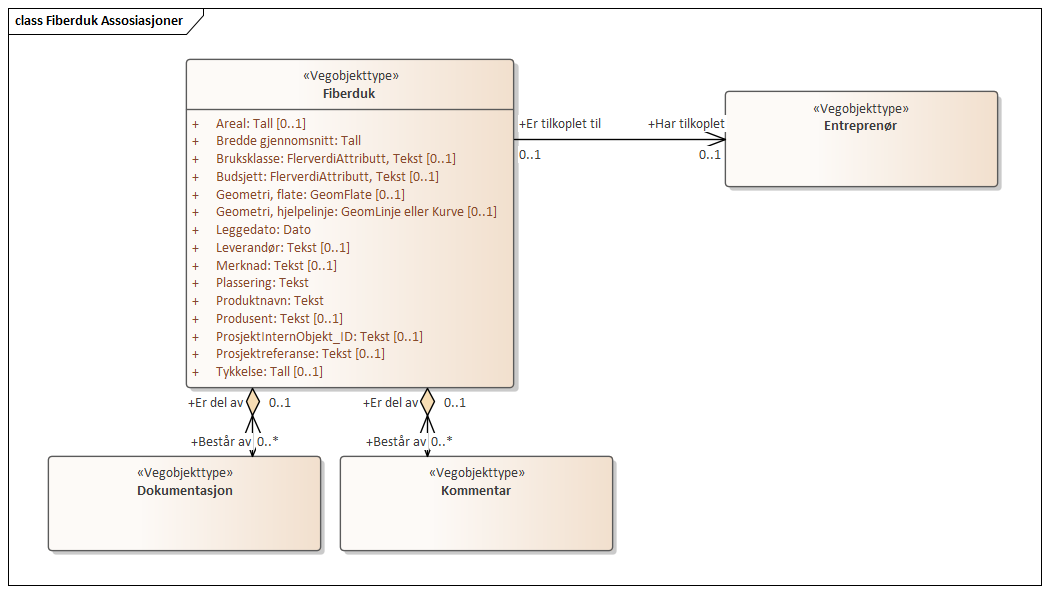 class Fiberduk Assosiasjoner
«Vegobjekttype»
Fiberduk
+ Areal: Tall [0..1]
+ Bredde gjennomsnitt: Tall
+ Bruksklasse: FlerverdiAttributt, Tekst [0..1]
+ Budsjett: FlerverdiAttributt, Tekst [0..1]
+ Geometri, flate: GeomFlate [0..1]
+ Geometri, hjelpelinje: GeomLinje eller Kurve [0..1]
+ Leggedato: Dato
+ Leverandør: Tekst [0..1]
+ Merknad: Tekst [0..1]
+ Plassering: Tekst
+ Produktnavn: Tekst
+ Produsent: Tekst [0..1]
+ ProsjektInternObjekt_ID: Tekst [0..1]
+ Prosjektreferanse: Tekst [0..1]
+ Tykkelse: Tall [0..1]
+Er tilkoplet til +Har tilkoplet
0..1 0..1
«Vegobjekttype»
Entreprenør
+Er del av 0..1 +Er del av 0..1
+Består av 0..* +Består av 0..*
«Vegobjekttype»
Dokumentasjon
«Vegobjekttype»
Kommentar